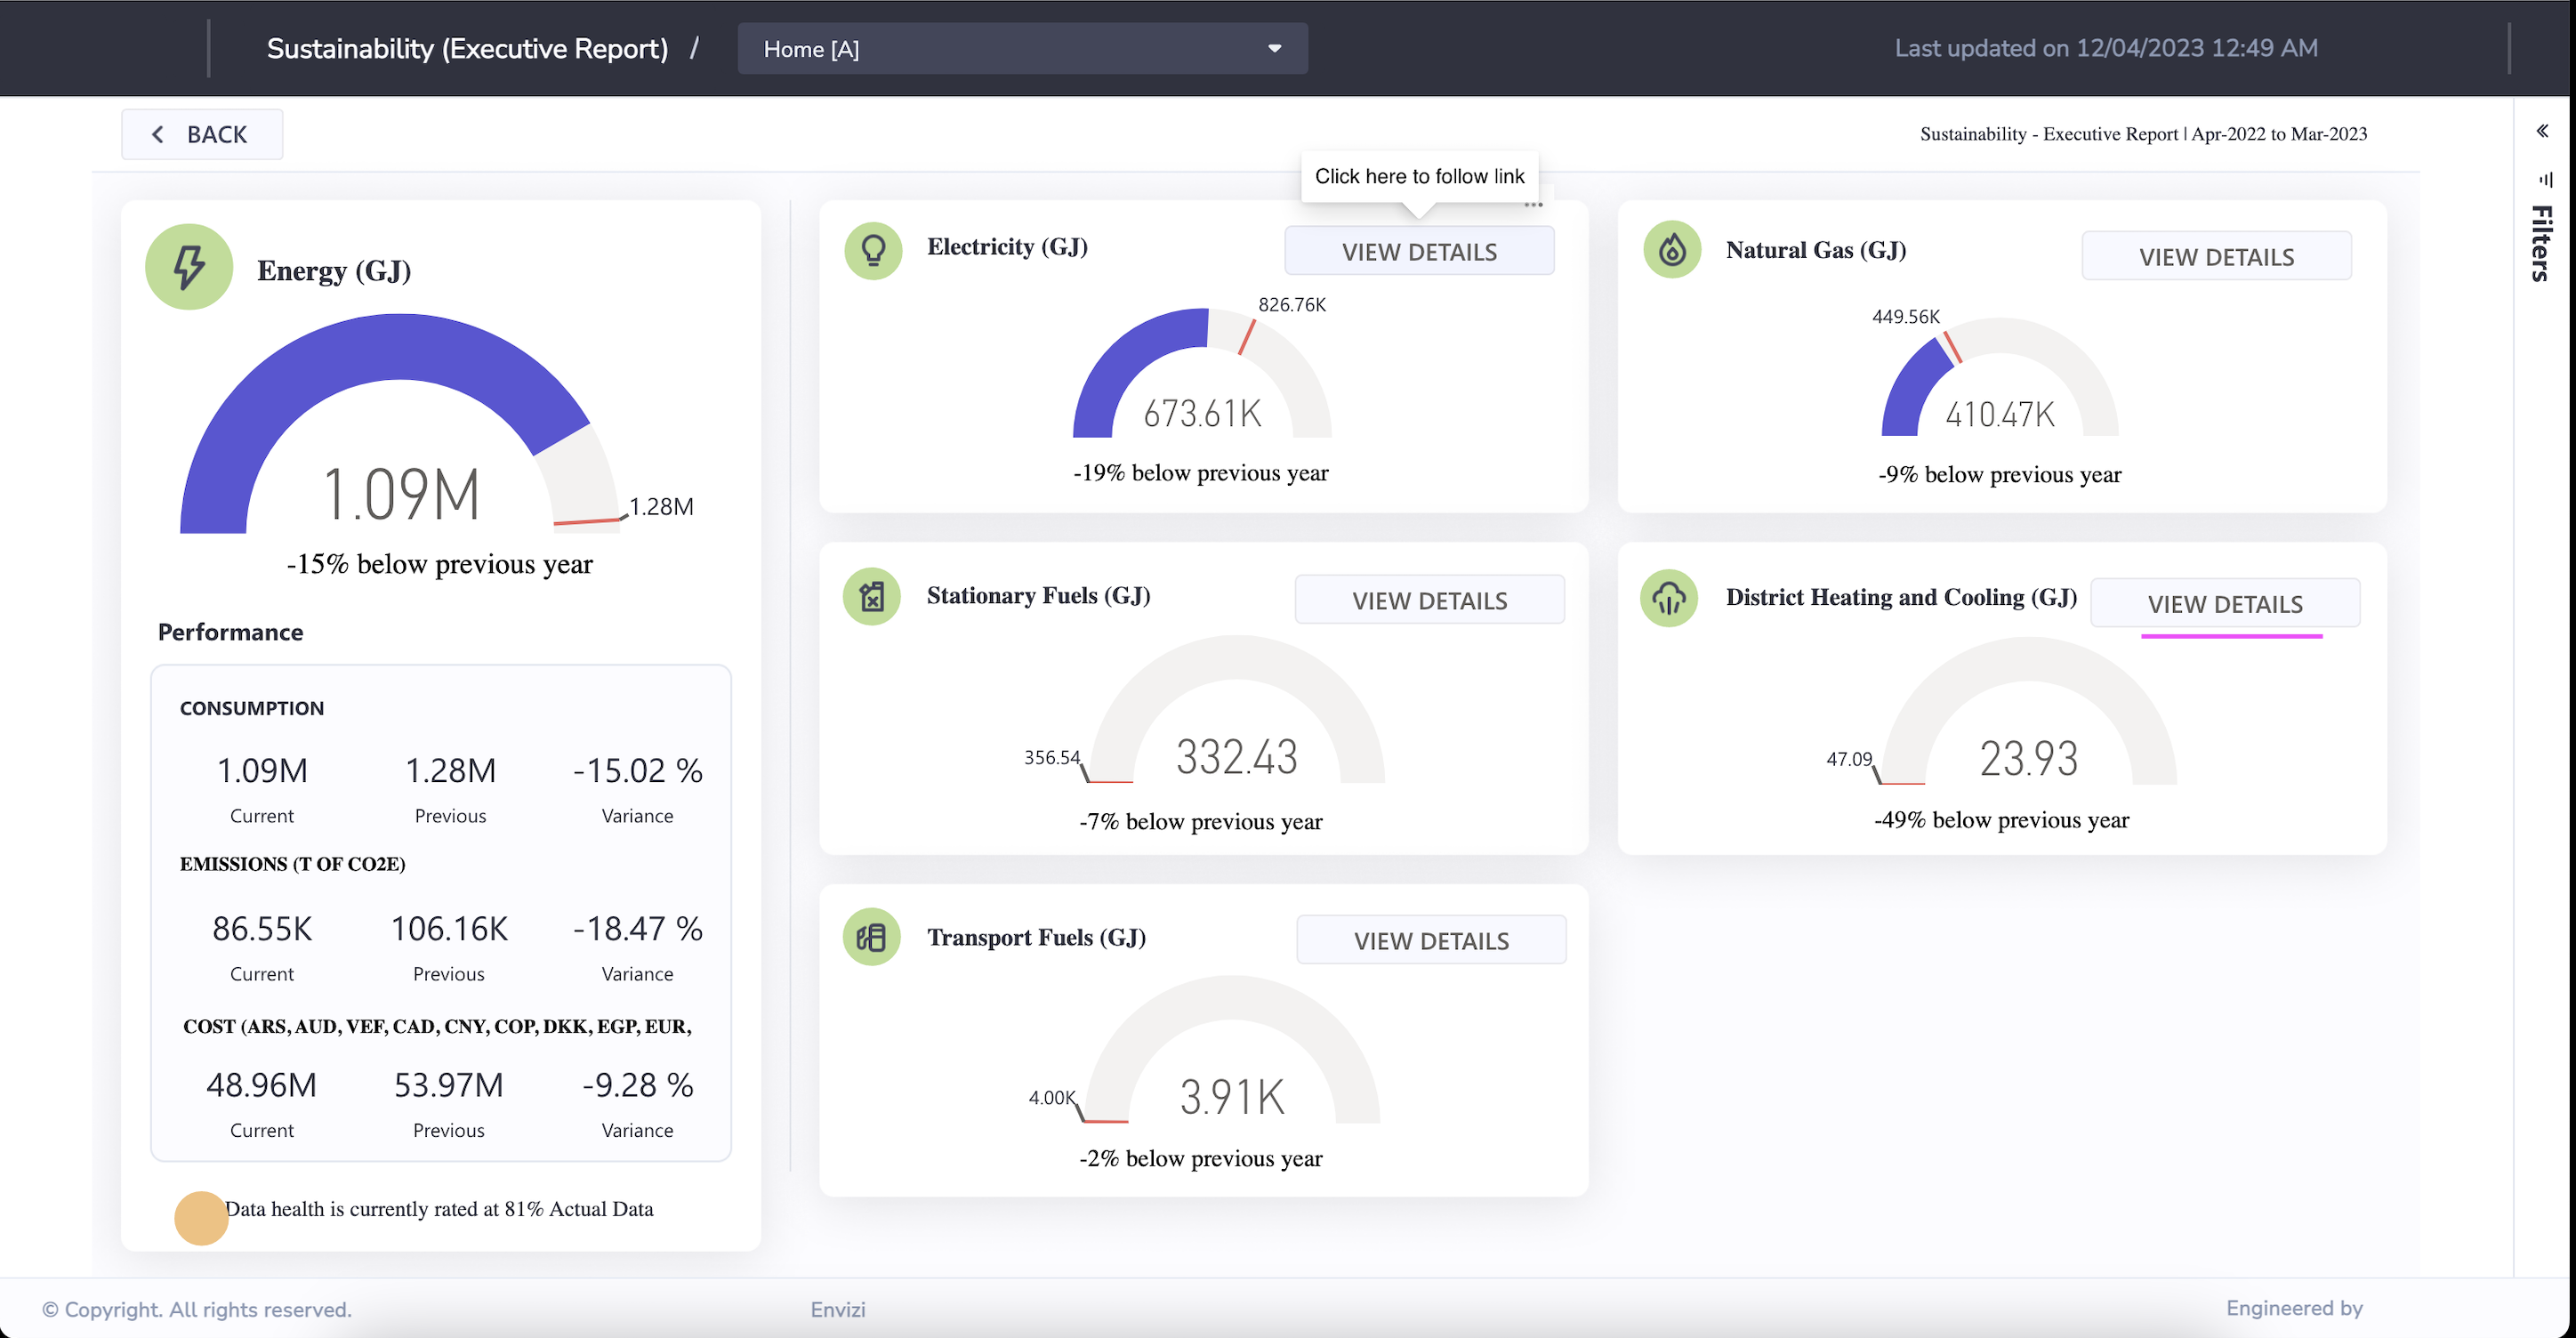 Sustainability (Executive Report) / Home [A] Last updated on 12/04/2023 12:49 AM
BACK
Sustainability - Executive Report | Apr-2022 to Mar-2023
Click here to follow link
Filters
Energy (GJ)
1.09M
1.28M
-15% below previous year
Performance
CONSUMPTION
1.09M 1.28M -15.02 %
Current Previous Variance
EMISSIONS (T OF CO2E)
86.55K 106.16K -18.47 %
Current Previous Variance
COST (ARS, AUD, VEF, CAD, CNY, COP, DKK, EGP, EUR,
48.96M 53.97M -9.28 %
Current Previous Variance
Data health is currently rated at 81% Actual Data
Electricity (GJ) VIEW DETAILS
826.76K
673.61K
-19% below previous year
Natural Gas (GJ) VIEW DETAILS
449.56K
410.47K
-9% below previous year
Stationary Fuels (GJ) VIEW DETAILS
356.54
332.43
-7% below previous year
District Heating and Cooling (GJ) VIEW DETAILS
47.09
23.93
-49% below previous year
Transport Fuels (GJ) VIEW DETAILS
4.00K
3.91K
-2% below previous year
© Copyright. All rights reserved. Envizi Engineered by